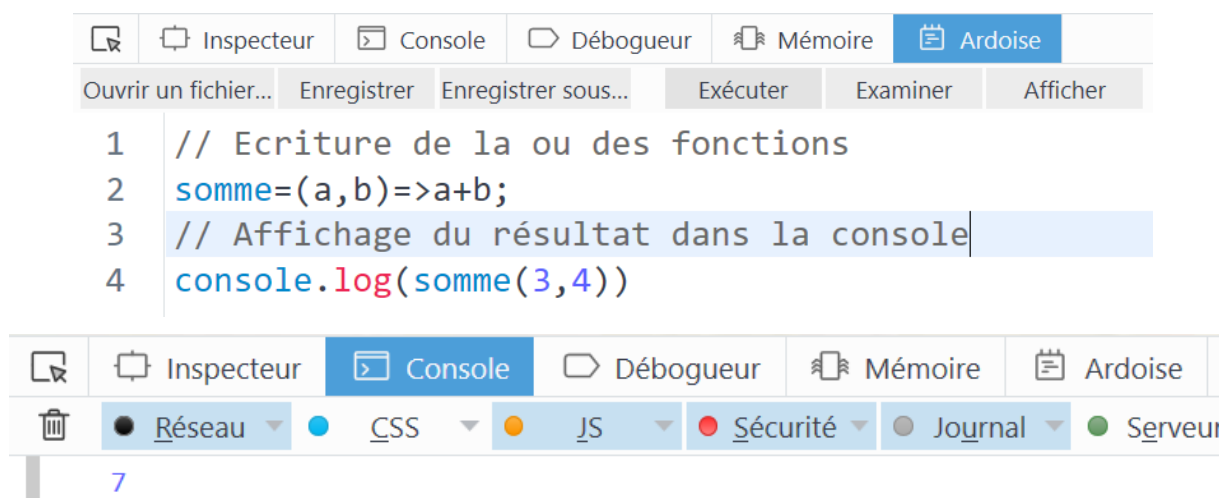 Inspecteur Console Débogueur Mémoire Ardoise
Ouvrir un fichier... Enregistrer Enregistrer sous... Exécuter Examiner Afficher
1 // Ecriture de la ou des fonctions
2 somme=(a,b)=>a+b;
3 // Affichage du résultat dans la console
4 console.log(somme(3,4))
Inspecteur Console Débogueur Mémoire Ardoise
Réseau CSS JS Sécurité Journal Serveur
7